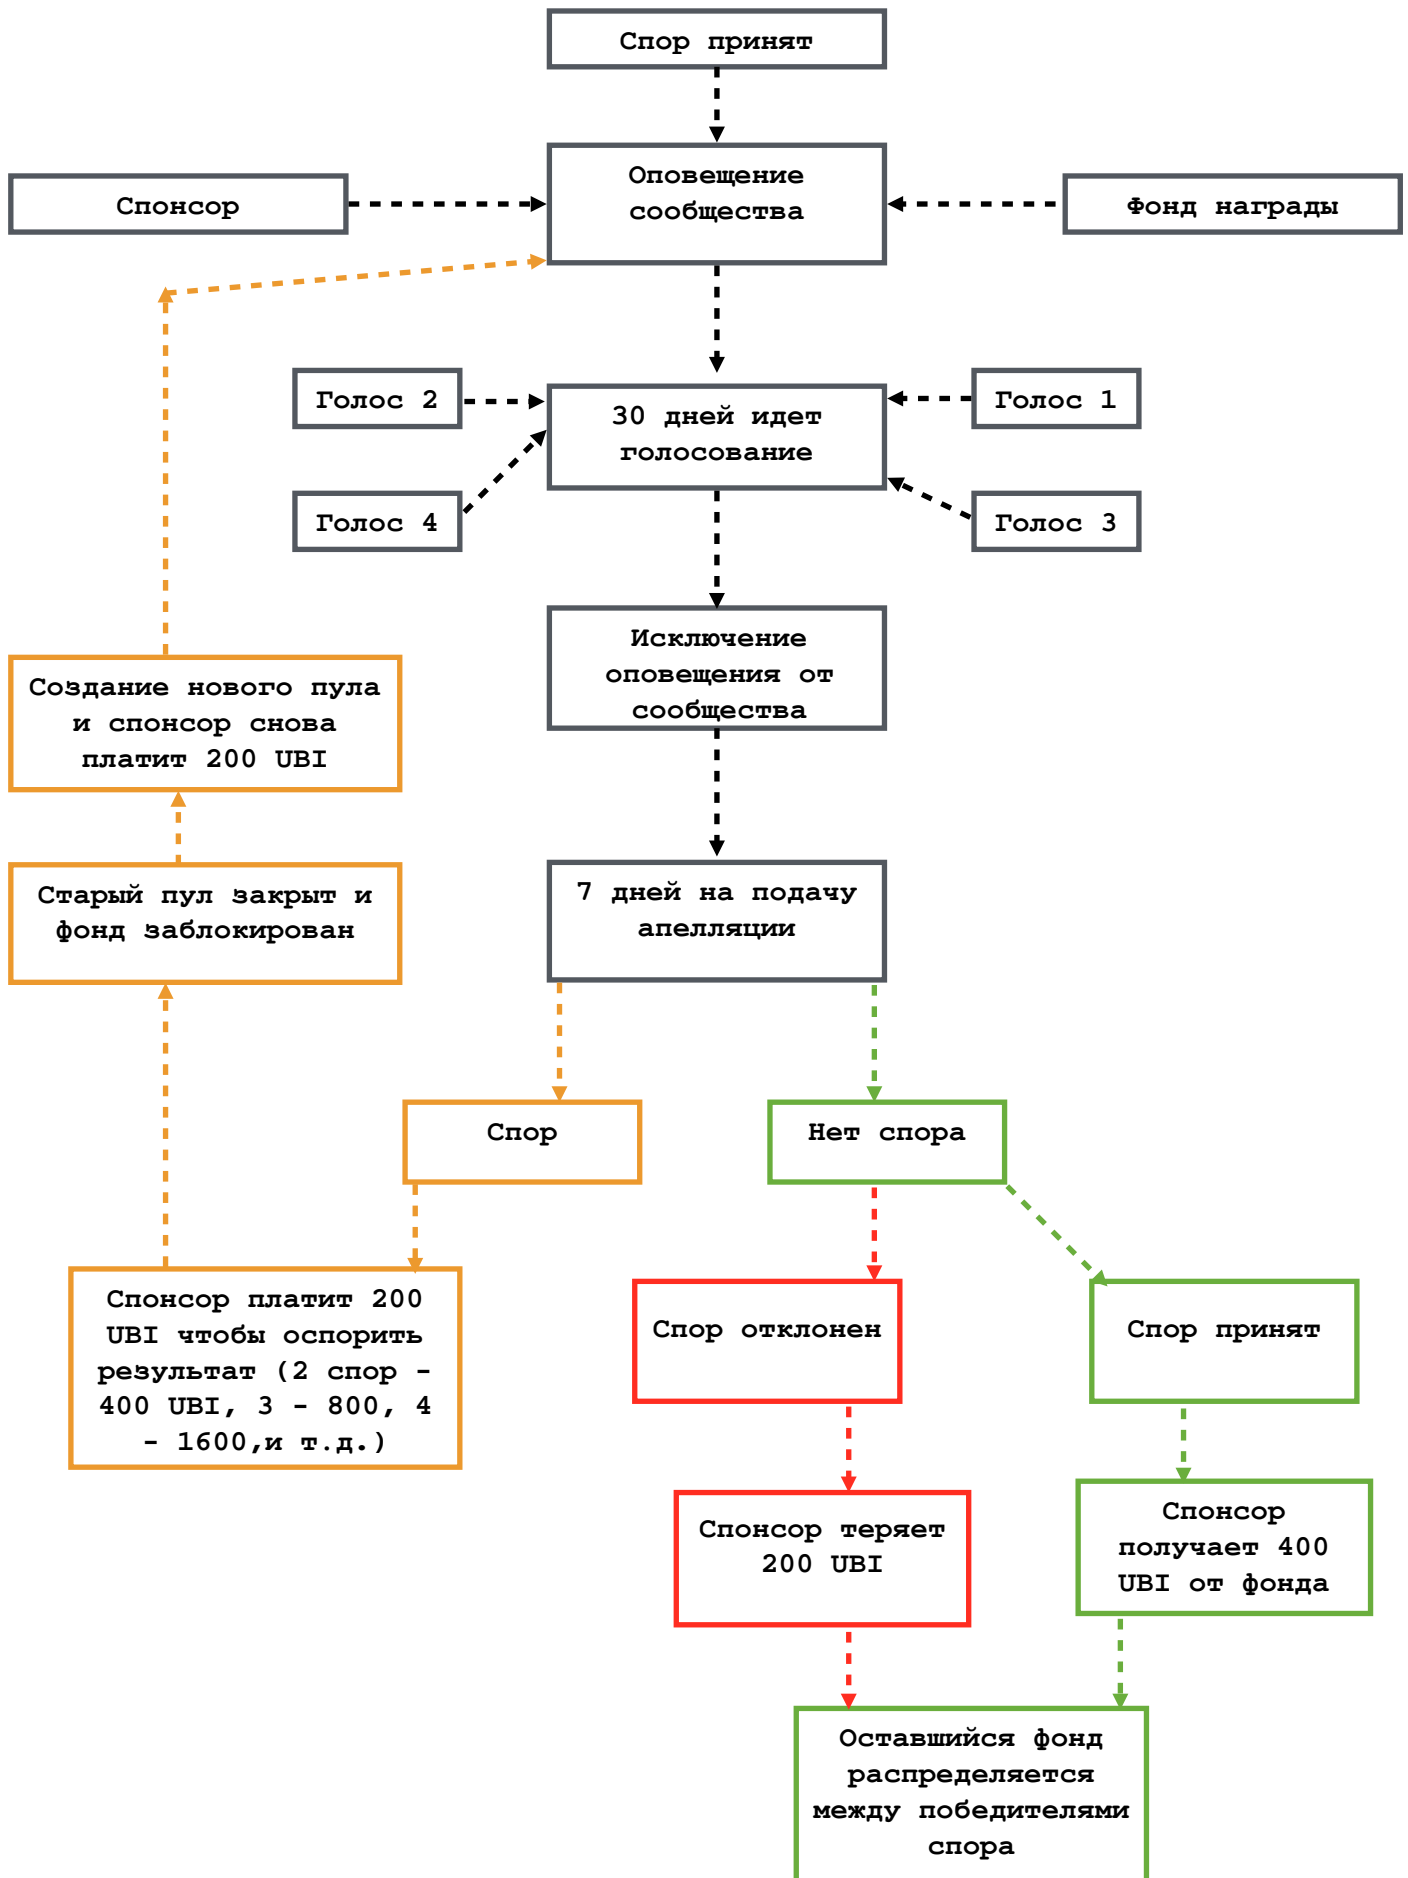 Спор принят
Оповещение
сообщества
Спонсор
Фонд награды
Голос 2
30 дней идет
голосование
Голос 1
Голос 4
Голос 3
Исключение
оповещения от
сообщества
Создание нового пула
и спонсор снова
платит 200 UBI
Старый пул закрыт и
фонд заблокирован
7 дней на подачу
апелляции
Спор
Нет спора
Спонсор платит 200
UBI чтобы оспорить
результат (2 спор -
400 UBI, 3 - 800, 4
- 1600,и т.д.)
Спор отклонен
Спор принят
Спонсор теряет
200 UBI
Спонсор
получает 400
UBI от фонда
Оставшийся фонд
распределяется
между победителями
спора